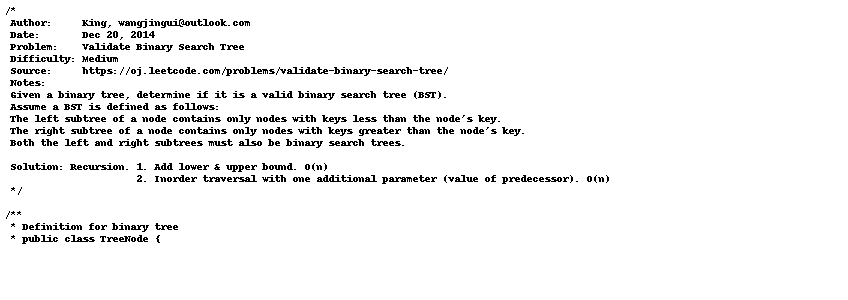 /*
Author: King, wangjingui@outlook.com
Date: Dec 20, 2014
Problem: Validate Binary Search Tree
Difficulty: Medium
Source: https://oj.leetcode.com/problems/validate-binary-search-tree/
Notes:
Given a binary tree, determine if it is a valid binary search tree (BST).
Assume a BST is defined as follows:
The left subtree of a node contains only nodes with keys less than the node's key.
The right subtree of a node contains only nodes with keys greater than the node's key.
Both the left and right subtrees must also be binary search trees.
Solution: Recursion. 1. Add lower & upper bound. O(n)
2. Inorder traversal with one additional parameter (value of predecessor). O(n)
*/
/**
* Definition for binary tree
* public class TreeNode {